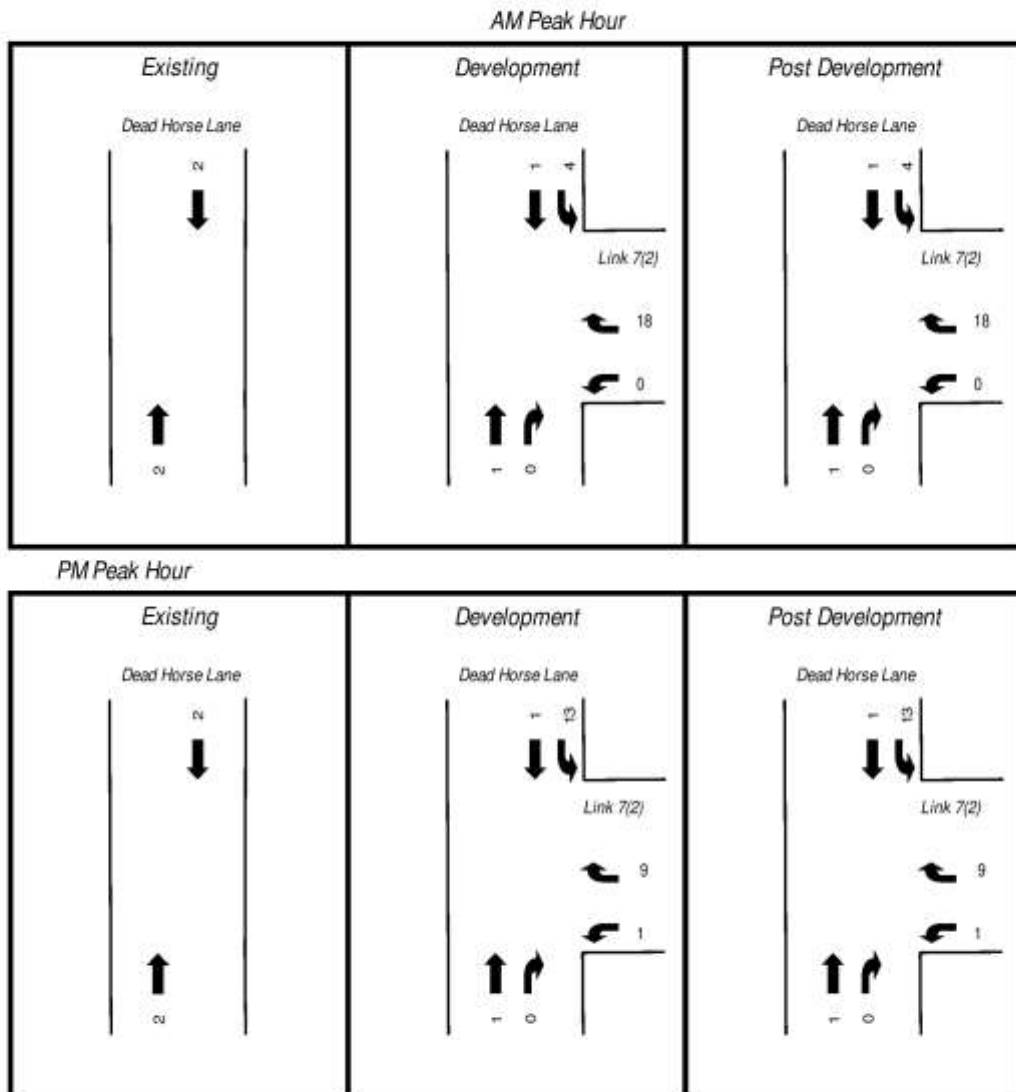 AM Peak Hour
Existing
Dead Horse Lane
2
2
Development
Dead Horse Lane
1 4
Link 7(2)
18
0
1 0
Post Development
Dead Horse Lane
1 4
Link 7(2)
18
0
1 0
PM Peak Hour
Existing
Dead Horse Lane
2
2
Development
Dead Horse Lane
1 13
Link 7(2)
9
1
1 0
Post Development
Dead Horse Lane
1 13
Link 7(2)
9
1
1 0